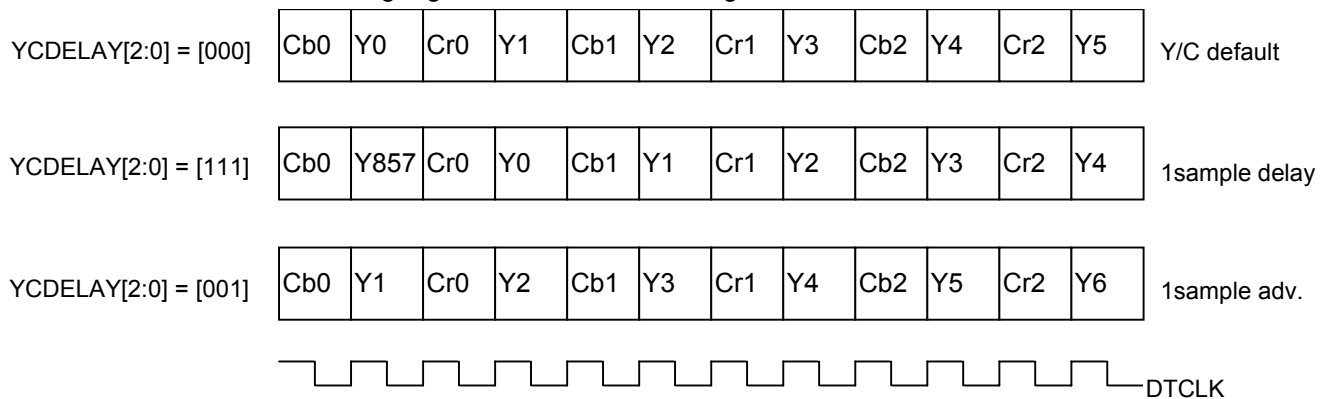 YCDELAY[2:0] = [000] Cb0 Y0 Cr0 Y1 Cb1 Y2 Cr1 Y3 Cb2 Y4 Cr2 Y5 Y/C default
YCDELAY[2:0] = [111] Cb0 Y857 Cr0 Y0 Cb1 Y1 Cr1 Y2 Cb2 Y3 Cr2 Y4 1sample delay
YCDELAY[2:0] = [001] Cb0 Y1 Cr0 Y2 Cb1 Y3 Cr1 Y4 Cb2 Y5 Cr2 Y6 1sample adv.
DTCLK